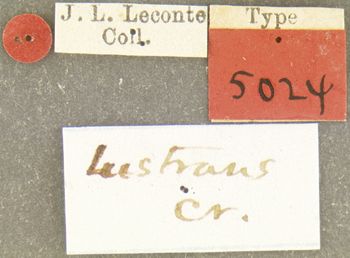 J. L. Leconte
Coll.
Type
5024
lustrans
Cr.